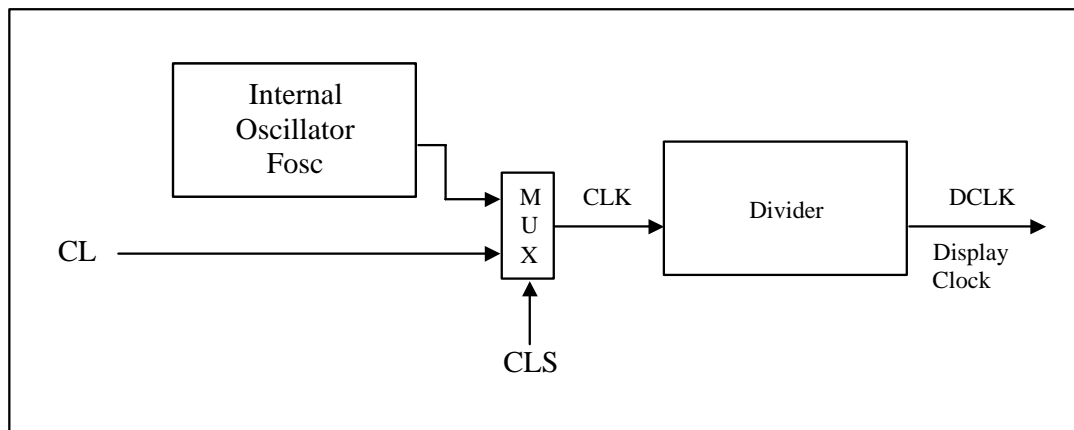 Internal
Oscillator
Fosc
M
U
X
CLK
Divider
DCLK
CL
Display
Clock
CLS